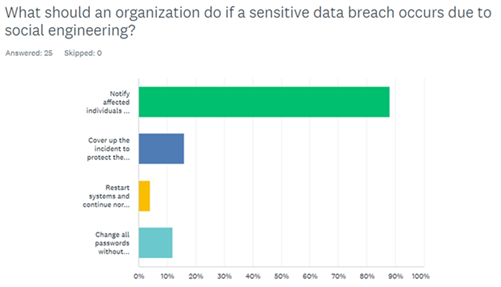 What should an organization do if a sensitive data breach occurs due to
social engineering?
Answered: 25 Skipped: 0
Notify
affected
individuals ...
Cover up the
incident to
protect the...
Restart
systems and
continue nor...
Change all
passwords
without...
0% 10% 20% 30% 40% 50% 60% 70% 80% 90% 100%